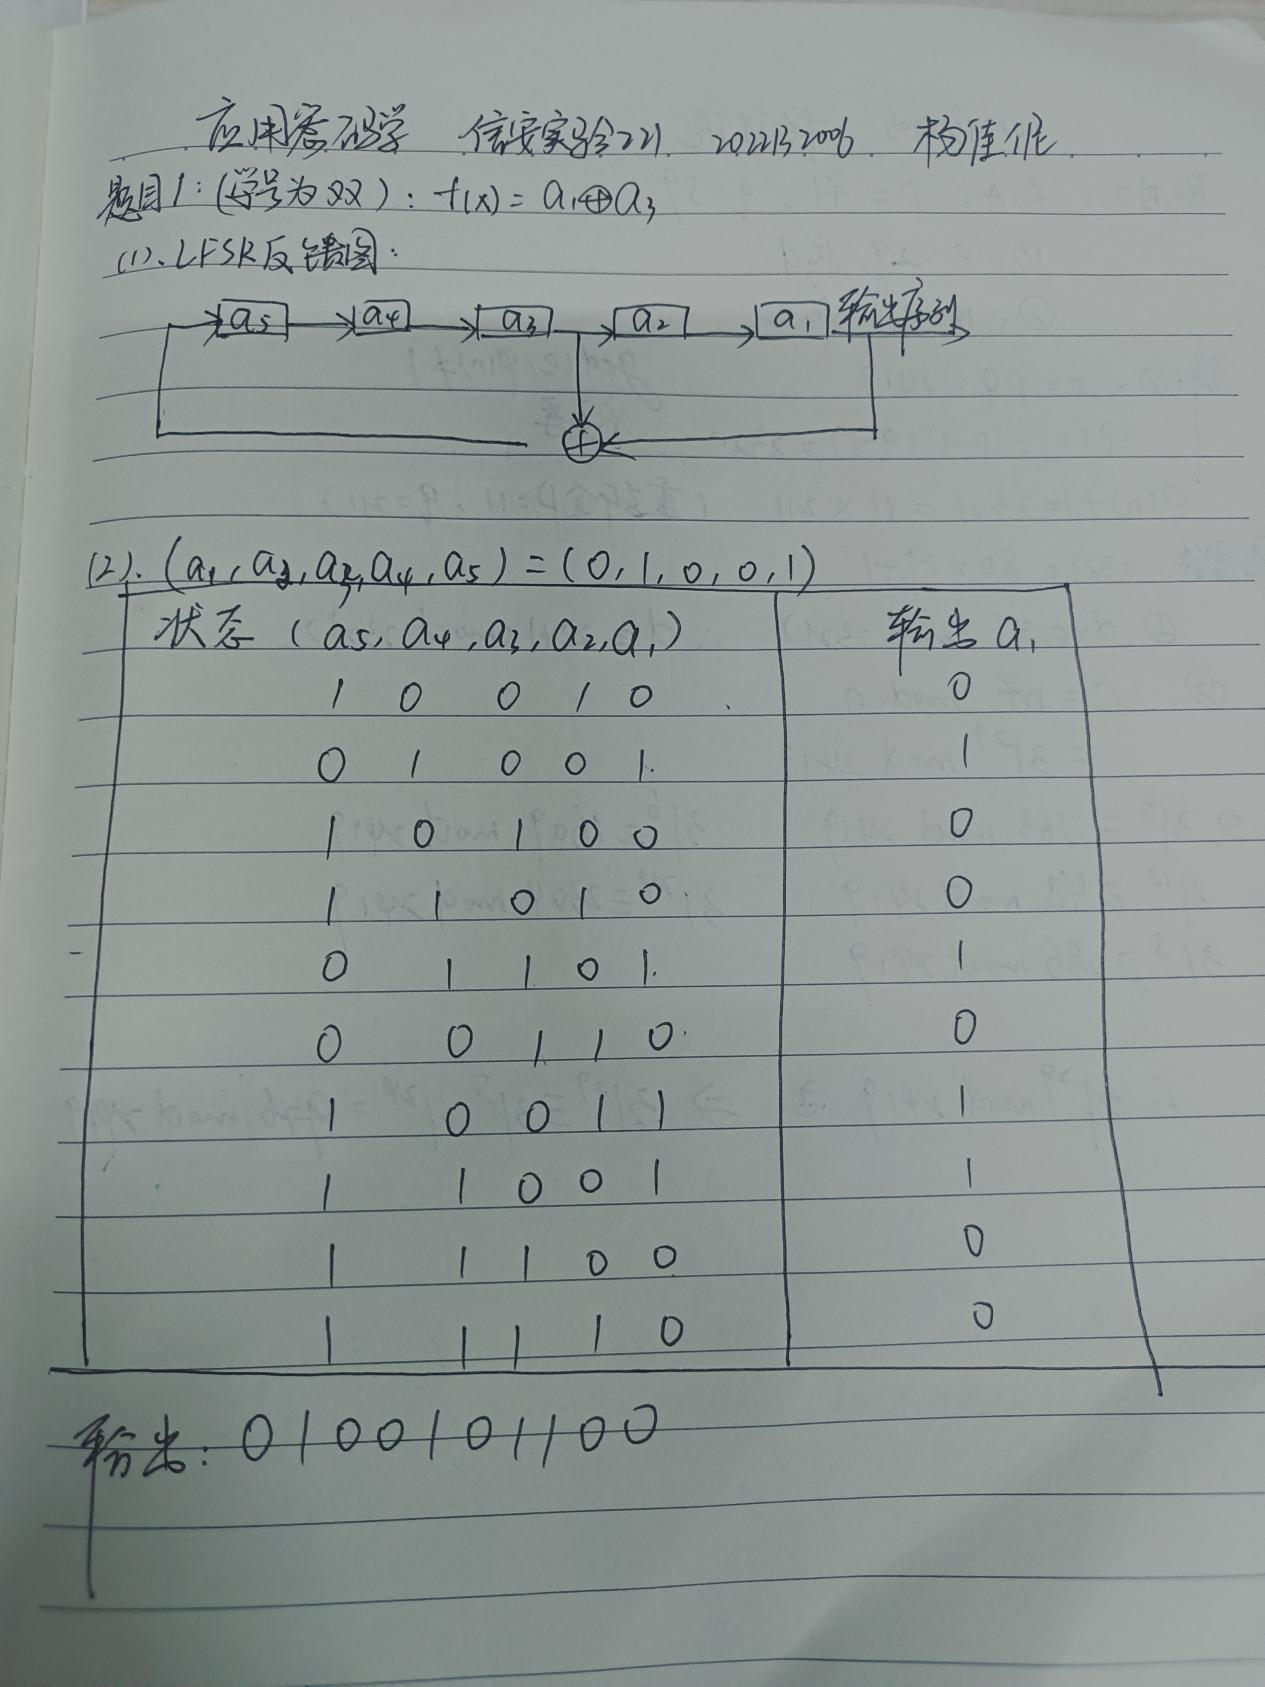 应用密码学 信安实验221 2022132006 杨佳
题目1:(学号为双): f(x)= a₁⊕a₃
(1).LFSR反馈图:
a₅ a₄ a₃ a₂ a₁ 输出序列
(2). (a₁,a₂,a₃,a₄,a₅)=(0,1,0,0,1)
状态 (a₅,a₄,a₃,a₂,a₁) 输出 a₁
1 0 0 1 0 0
0 1 0 0 1 1
1 0 1 0 0 0
1 1 0 1 0 0
0 1 1 0 1 1
0 0 1 1 0 0
1 0 0 1 1 1
1 1 0 0 1 1
1 1 1 0 0 0
1 1 1 1 0 0
输出: 0100101100